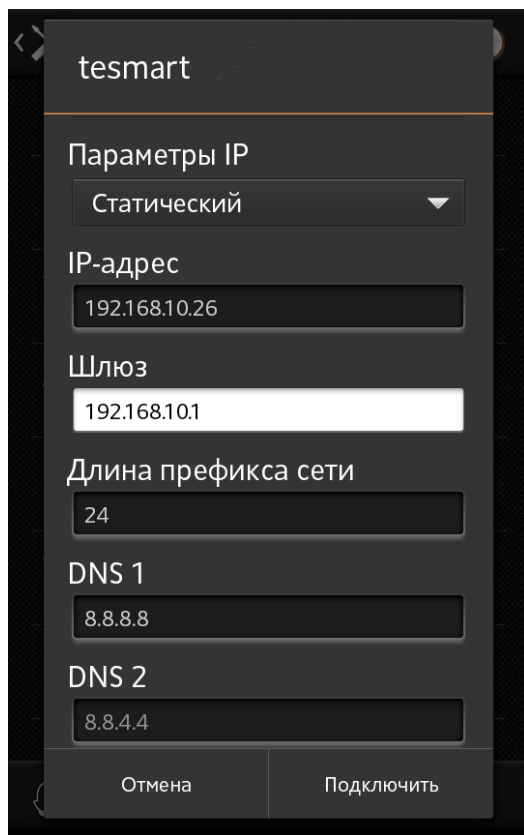 tesmart
Параметры IP
Статический
IP-адрес
192.168.10.26
Шлюз
192.168.10.1
Длина префикса сети
24
DNS 1
8.8.8.8
DNS 2
8.8.4.4
Отмена
Подключить